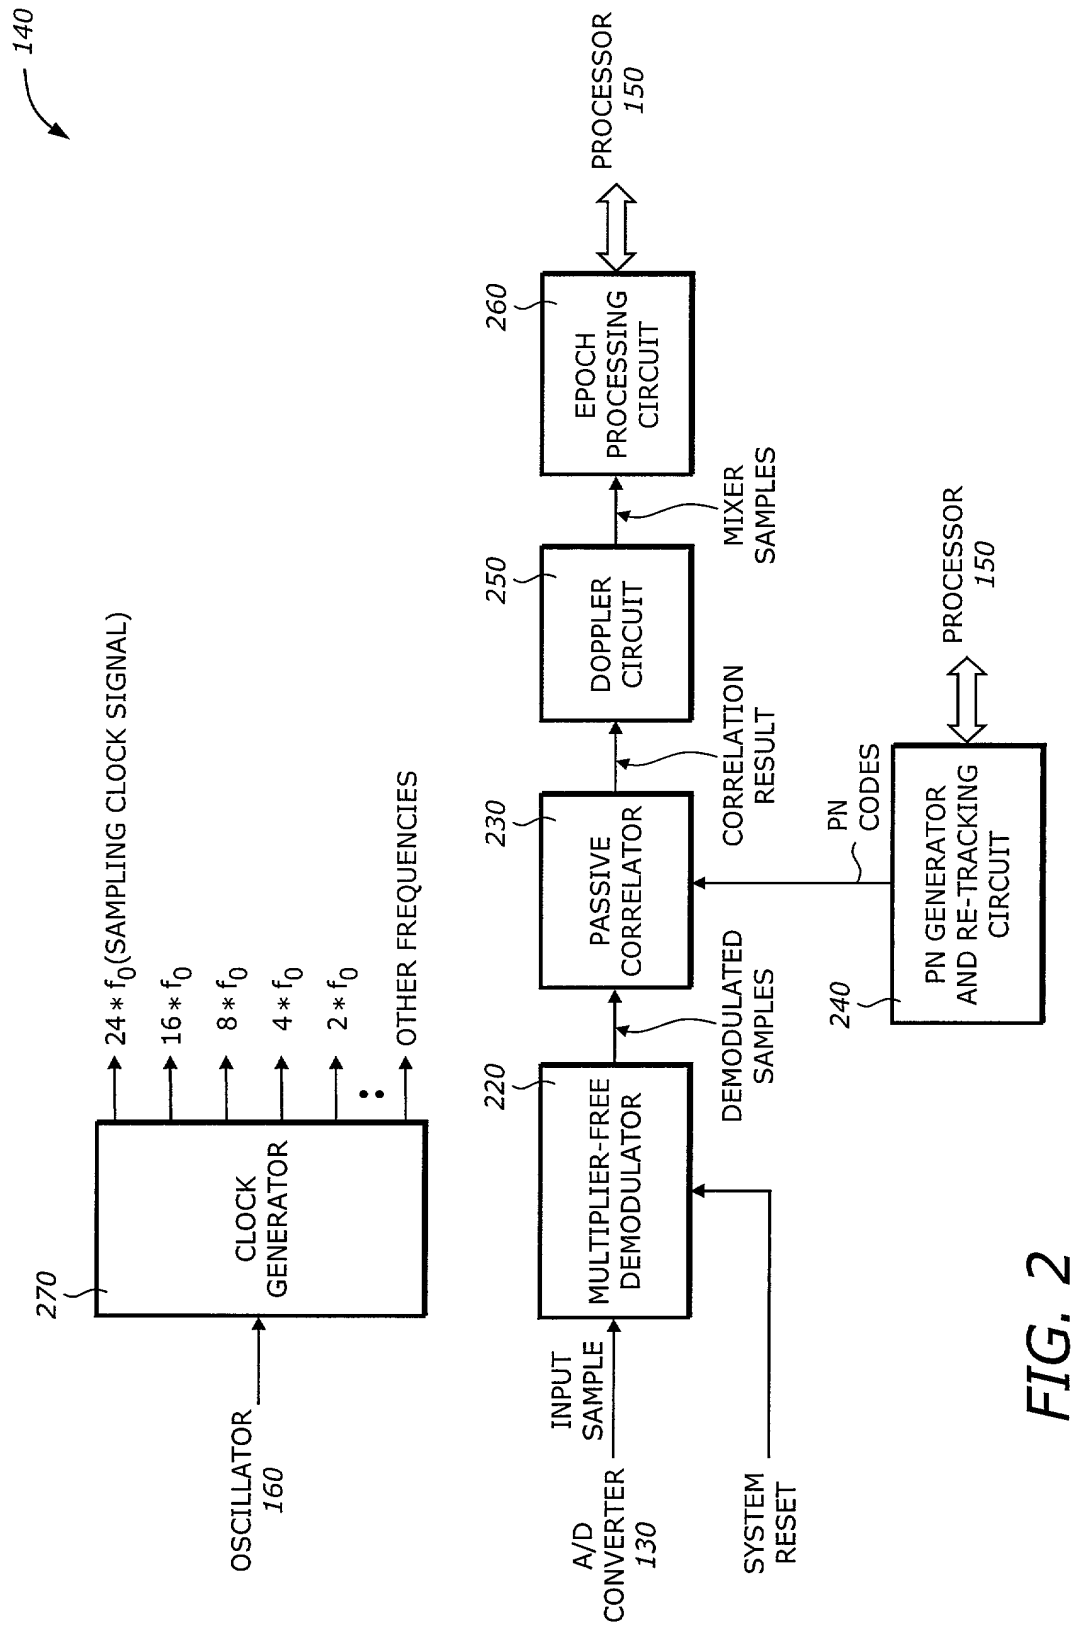 140
270
CLOCK
GENERATOR
OSCILLATOR
160
24 * f0(SAMPLING CLOCK SIGNAL)
16 * f0
8 * f0
4 * f0
2 * f0
OTHER FREQUENCIES
A/D
CONVERTER
130
INPUT
SAMPLE
220
MULTIPLIER-FREE
DEMODULATOR
SYSTEM
RESET
DEMODULATED
SAMPLES
230
PASSIVE
CORRELATOR
CORRELATION
RESULT
250
DOPPLER
CIRCUIT
MIXER
SAMPLES
260
EPOCH
PROCESSING
CIRCUIT
PROCESSOR
150
240
PN GENERATOR
AND RE-TRACKING
CIRCUIT
PN
CODES
PROCESSOR
150
FIG. 2